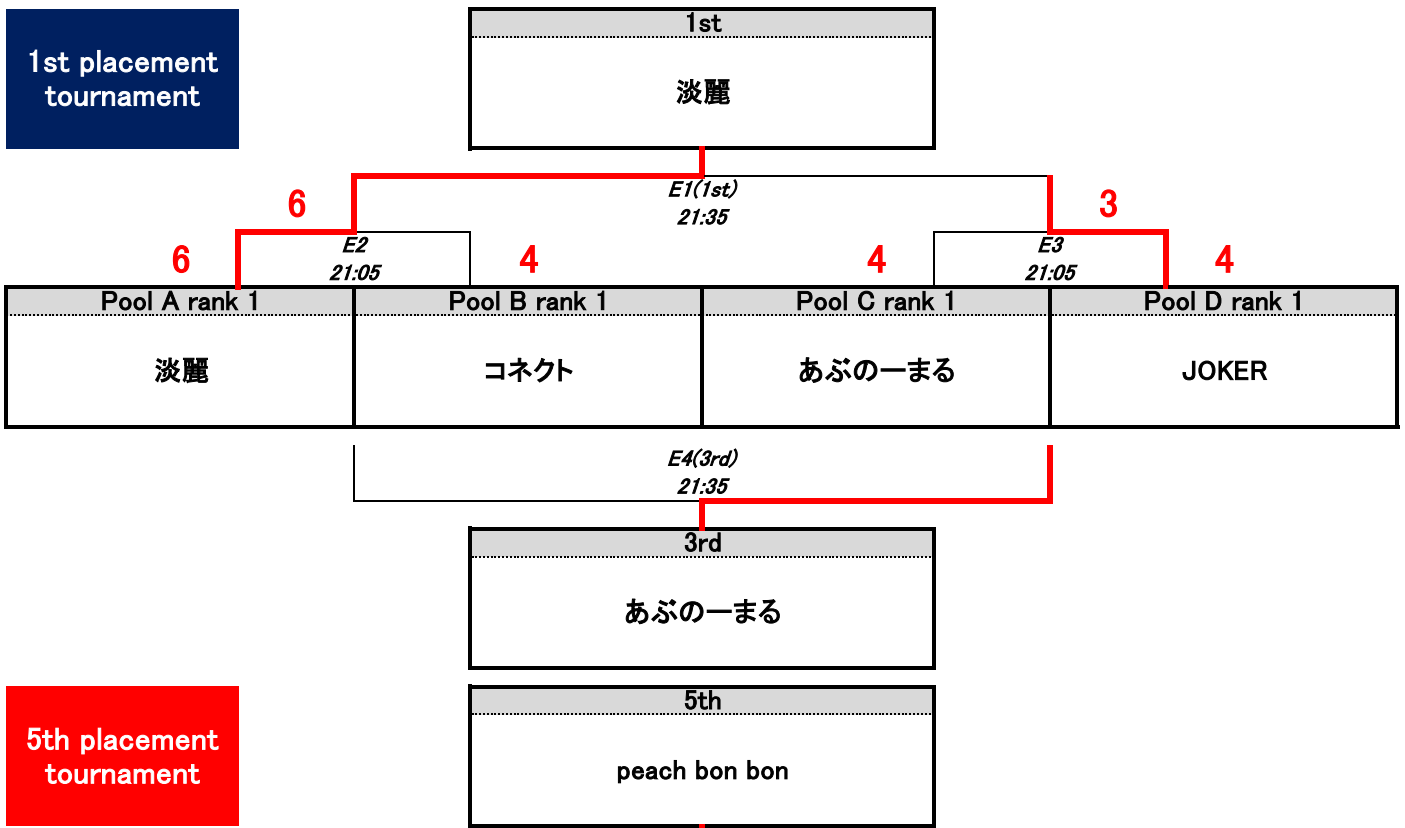 1st placement
tournament
1st
淡麗
E1(1st)
21:35
6
3
E2
21:05
E3
21:05
6
4
4
4
Pool A rank 1
Pool B rank 1
Pool C rank 1
Pool D rank 1
淡麗
コネクト
あぶのーまる
JOKER
E4(3rd)
21:35
3rd
あぶのーまる
5th placement
tournament
5th
peach bon bon